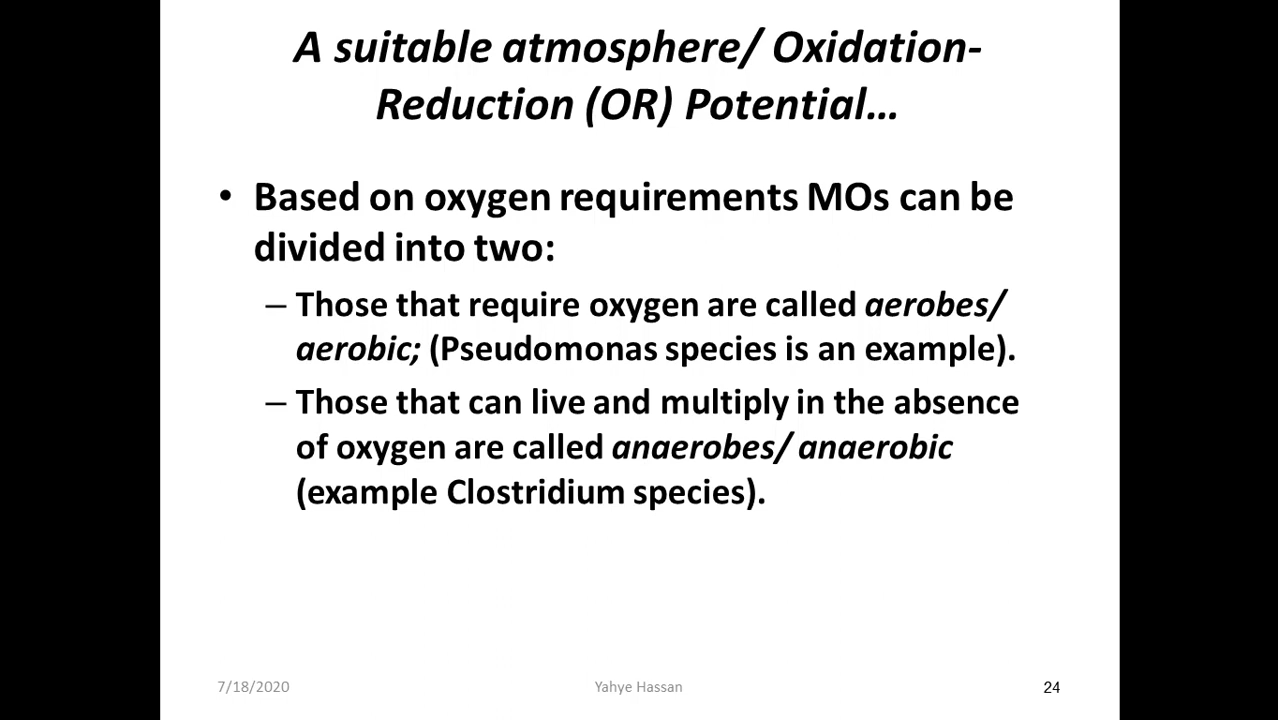 A suitable atmosphere/ Oxidation-
Reduction (OR) Potential…
• Based on oxygen requirements MOs can be
divided into two:
– Those that require oxygen are called aerobes/
aerobic; (Pseudomonas species is an example).
– Those that can live and multiply in the absence
of oxygen are called anaerobes/ anaerobic
(example Clostridium species).
7/18/2020 Yahye Hassan 24